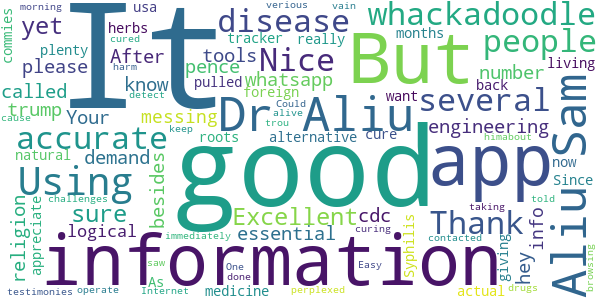 morning
verious
vain
commies
yet
herbs
usa
cured
After
harm
please
tools
called
trump
Your
demand
natural
accurate
Using
sure
religion
appreciate
logical
besides
As
medicine
challenges
testimonies
operate
It
disease
Nice
tracker
really
pence
pulled
Whatsapp
know
detect
foreign
Could
alive
trou
messing
keep
roots
alternative
cure
Dr Aliu
good
Excellent
cdc
essential
information
immediately
saw
Internet
One
done
Easy
curing
perplexed
But
whackadoodle
people
months
number
living
want
back
several
engineering
cause
now
Since
himabout
taking
told
app
Thank
Syphilis
contacted
actual
giving
hey
info
drugs
Aliu Sam
browsing
plenty